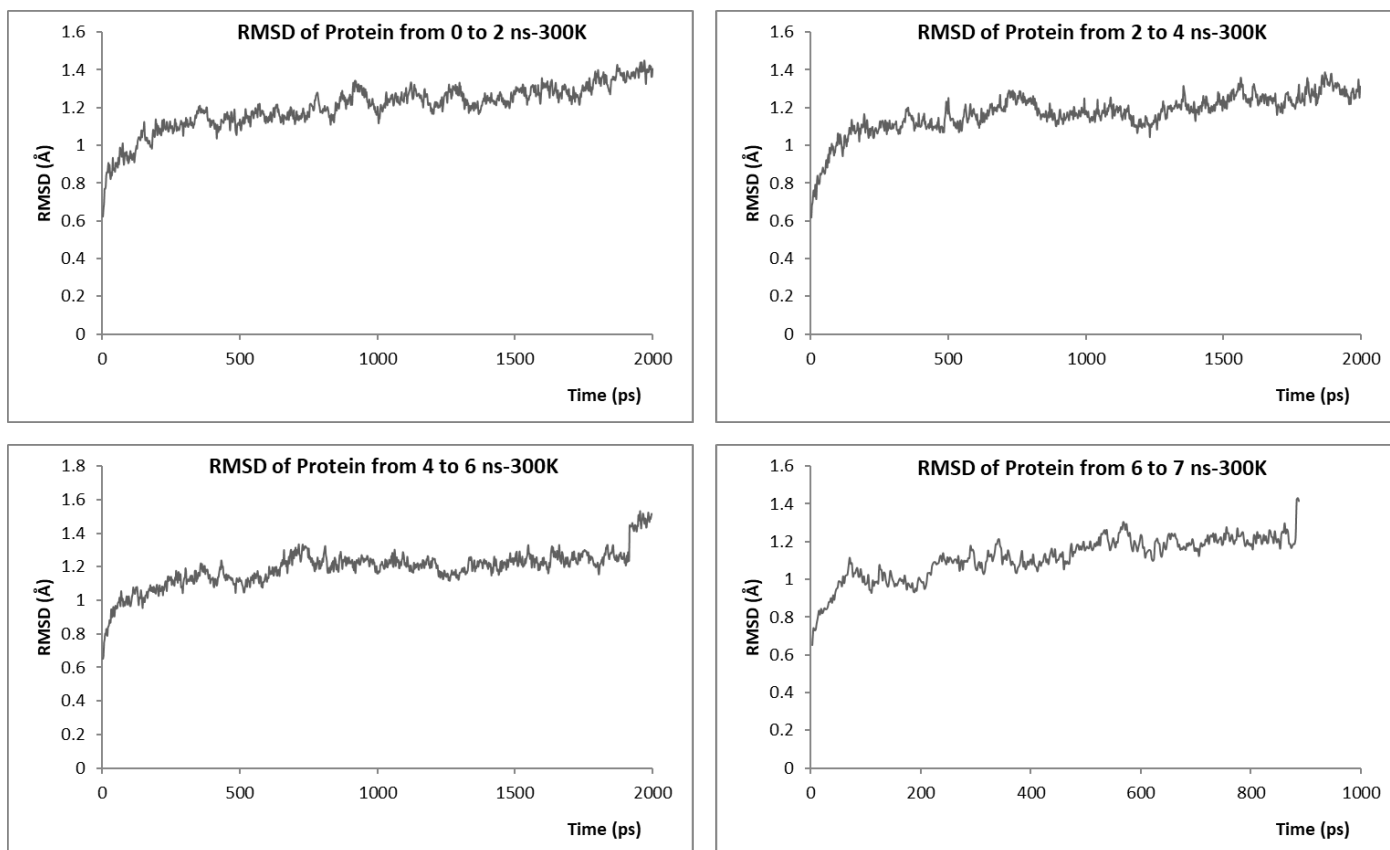 RMSD of Protein from 0 to 2 ns-300K
1.6
1.4
1.2
1
0.8
0.6
0.4
0.2
0
RMSD (Å)
0 500 1000 1500 2000
Time (ps)
RMSD of Protein from 2 to 4 ns-300K
1.6
1.4
1.2
1
0.8
0.6
0.4
0.2
0
RMSD (Å)
0 500 1000 1500 2000
Time (ps)
RMSD of Protein from 4 to 6 ns-300K
1.8
1.6
1.4
1.2
1
0.8
0.6
0.4
0.2
0
RMSD (Å)
0 500 1000 1500 2000
Time (ps)
RMSD of Protein from 6 to 7 ns-300K
1.6
1.4
1.2
1
0.8
0.6
0.4
0.2
0
RMSD (Å)
0 200 400 600 800 1000
Time (ps)